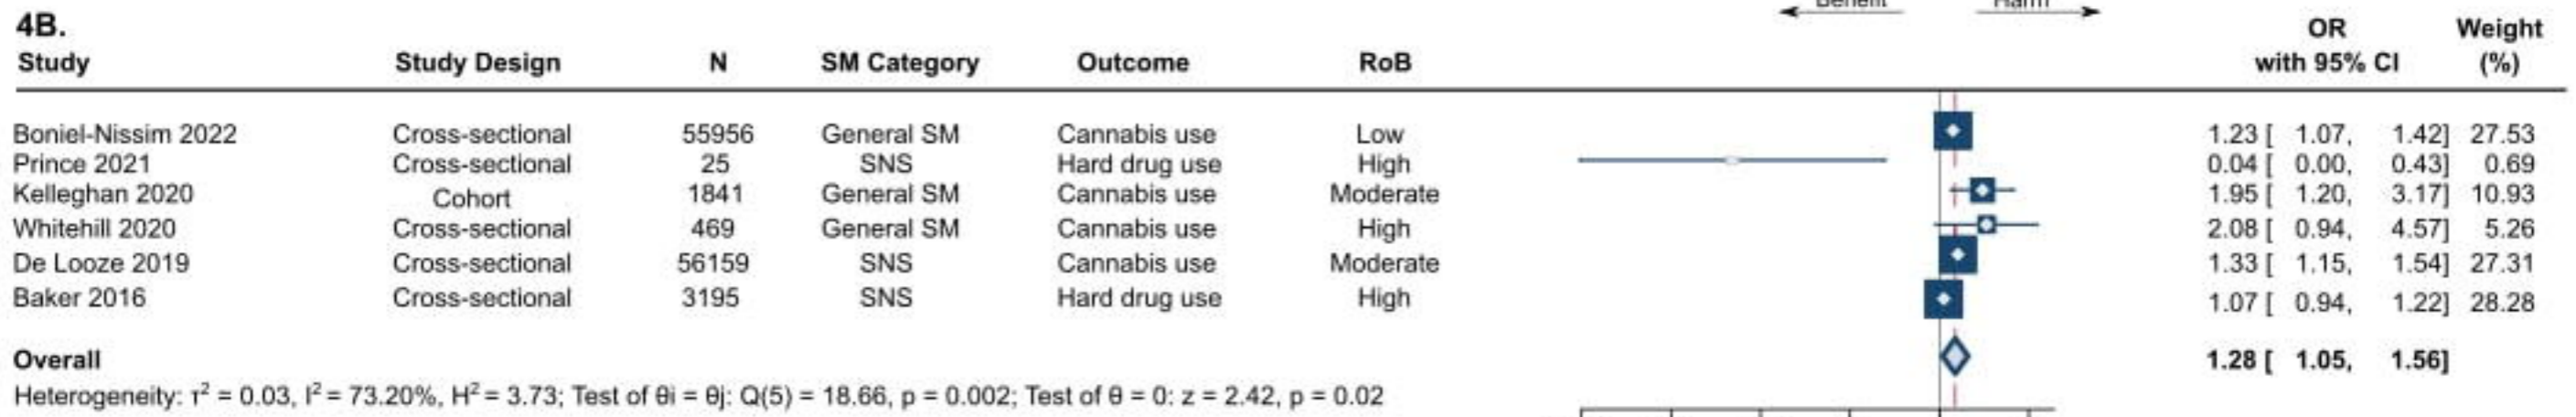 Benefit Harm
4B.
OR Weight
Study Study Design N SM Category Outcome RoB with 95% CI (%)
Boniel-Nissim 2022 Cross-sectional 55956 General SM Cannabis use Low 1.23 [ 1.07, 1.42] 27.53
Prince 2021 Cross-sectional 25 SNS Hard drug use High 0.04 [ 0.00, 0.43] 0.69
Kelleghan 2020 Cohort 1841 General SM Cannabis use Moderate 1.95 [ 1.20, 3.17] 10.93
Whitehill 2020 Cross-sectional 469 General SM Cannabis use High 2.08 [ 0.94, 4.57] 5.26
De Looze 2019 Cross-sectional 56159 SNS Cannabis use Moderate 1.33 [ 1.15, 1.54] 27.31
Baker 2016 Cross-sectional 3195 SNS Hard drug use High 1.07 [ 0.94, 1.22] 28.28
Overall 1.28 [ 1.05, 1.56]
Heterogeneity: τ² = 0.03, I² = 73.20%, H² = 3.73; Test of θi = θj: Q(5) = 18.66, p = 0.002; Test of θ = 0: z = 2.42, p = 0.02